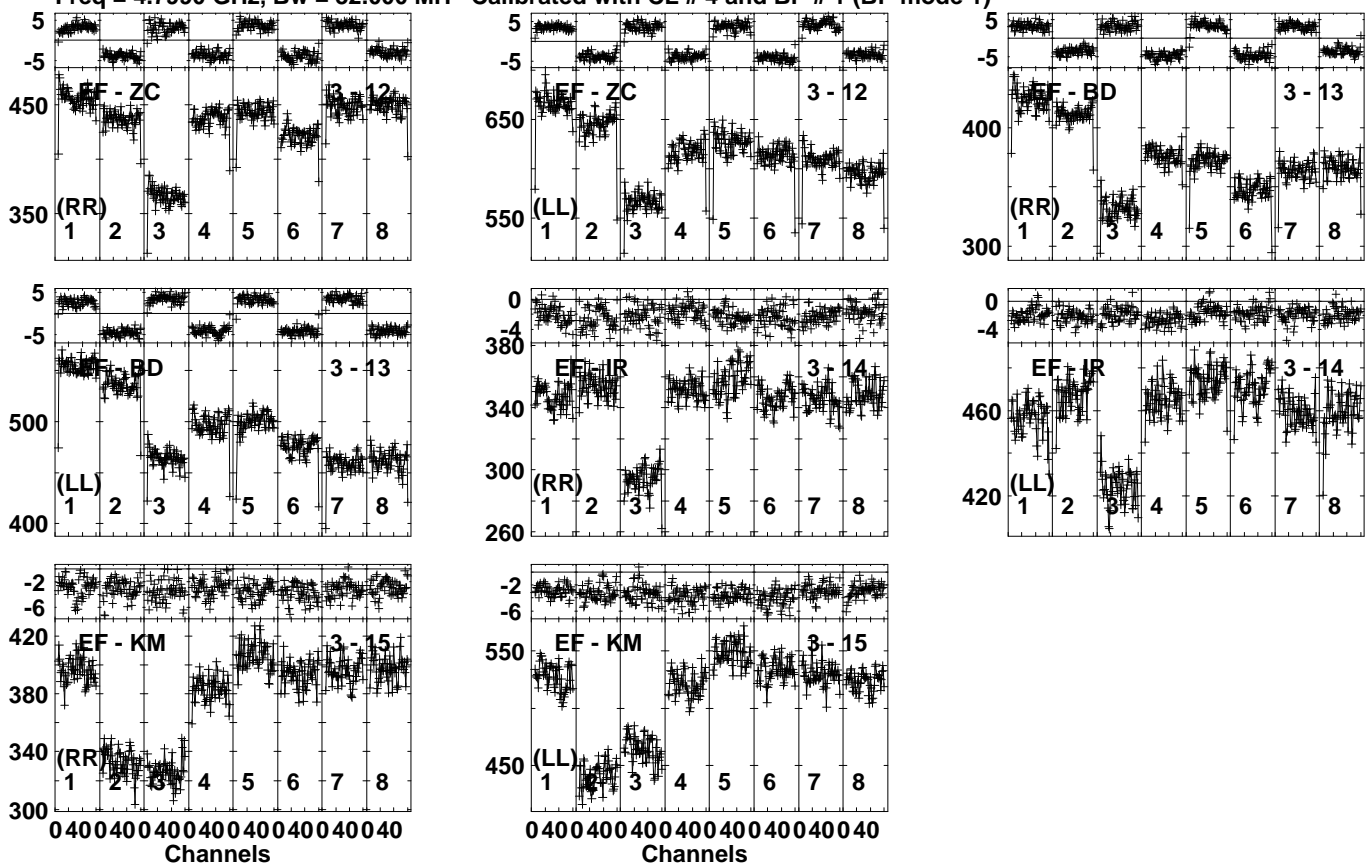 Calibrated with CL # 4 and BP # 1 (BP mode 1)
5
-5
EF - ZC 3 - 12
450
350
(RR)
1 2 3 4 5 6 7 8
5
-5
EF - ZC 3 - 12
650
550
(LL)
1 2 3 4 5 6 7 8
5
-5
EF - BD 3 - 13
400
300
(RR)
1 2 3 4 5 6 7 8
5
-5
EF - BD 3 - 13
500
400
(LL)
1 2 3 4 5 6 7 8
0
-4
380
EF - IR 3 - 14
340
300
260
(RR)
1 2 3 4 5 6 7 8
0
-4
EF - IR 3 - 14
460
420
(LL)
1 2 3 4 5 6 7 8
-2
-6
420
EF - KM 3 - 15
380
340
300
(RR)
1 2 3 4 5 6 7 8
0 40 0 40 0 40 0 40 0 40 0 40 0 40 0 40
Channels
-2
-6
EF - KM 3 - 15
550
450
(LL)
1 2 3 4 5 6 7 8
0 40 0 40 0 40 0 40 0 40 0 40 0 40 0 40
Channels